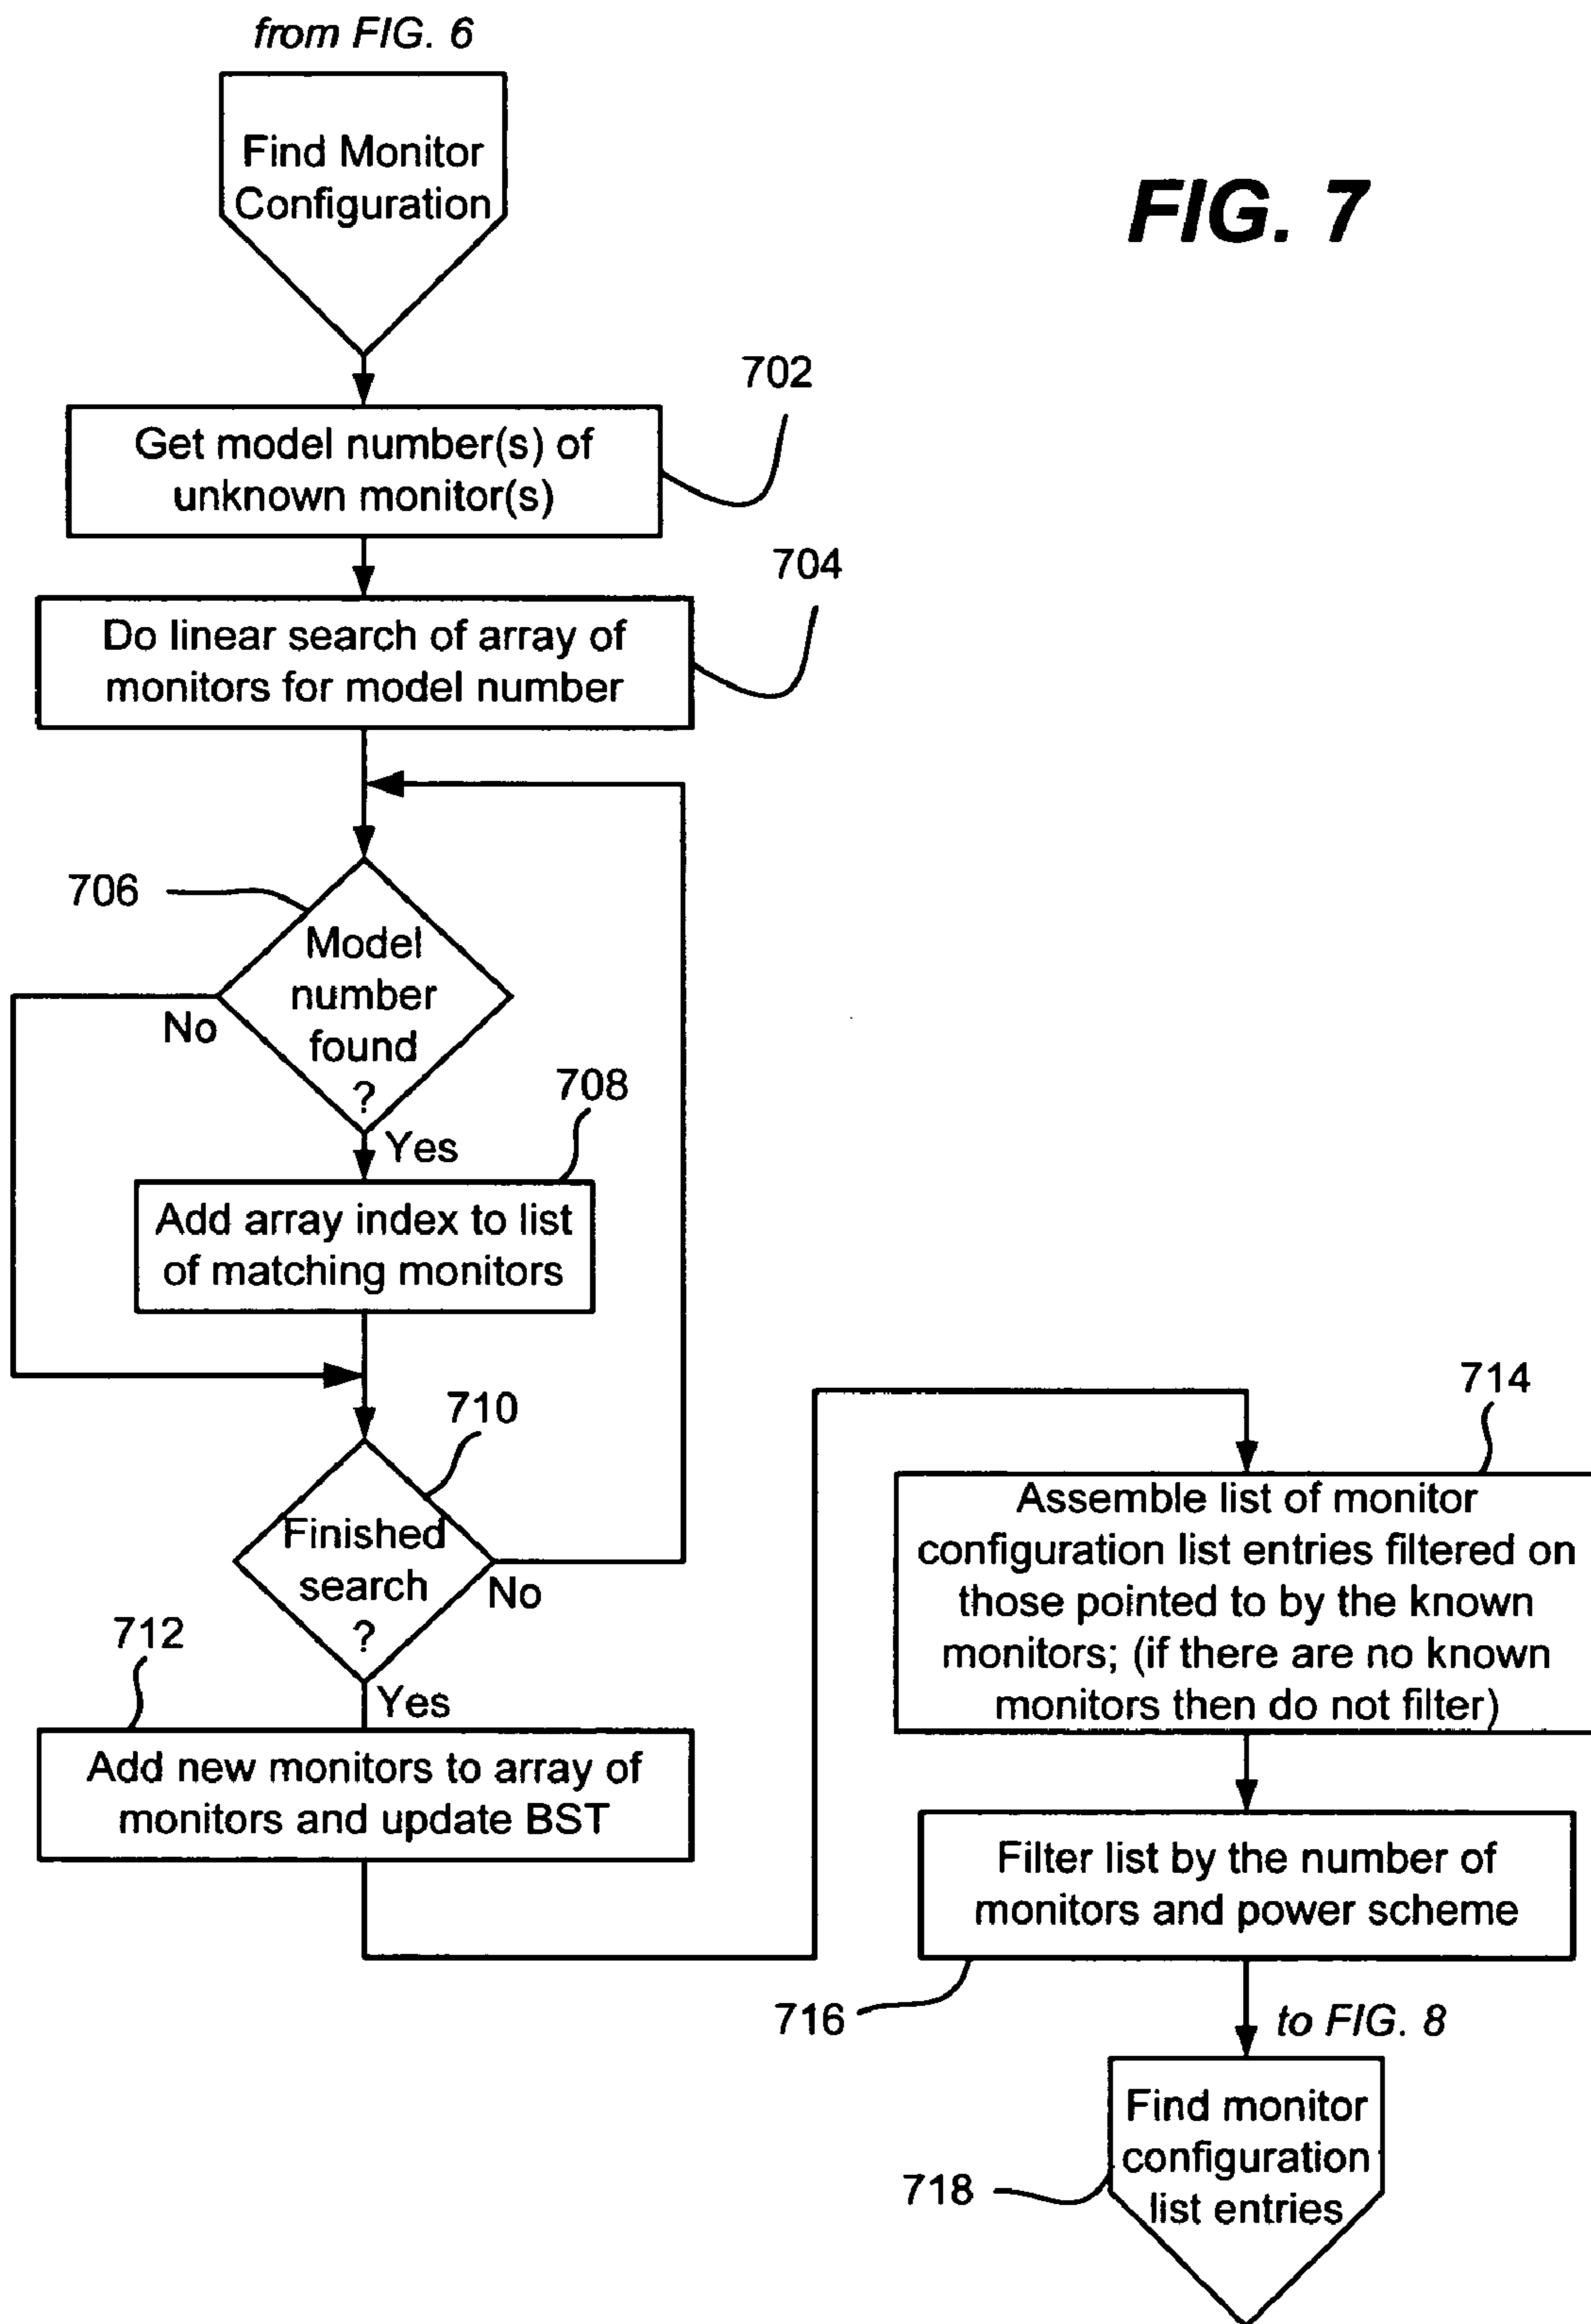 from FIG. 6
Find Monitor
Configuration
FIG. 7
702
Get model number(s) of
unknown monitor(s)
704
Do linear search of array of
monitors for model number
706
Model
number
found
?
No
Yes
708
Add array index to list
of matching monitors
710
Finished
search
?
No
Yes
712
Add new monitors to array of
monitors and update BST
714
Assemble list of monitor
configuration list entries filtered on
those pointed to by the known
monitors; (if there are no known
monitors then do not filter)
Filter list by the number of
monitors and power scheme
716
to FIG. 8
Find monitor
configuration
list entries
718